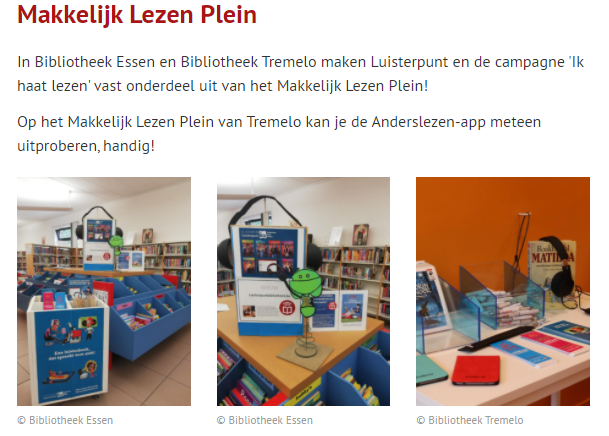 Makkelijk Lezen Plein
In Bibliotheek Essen en Bibliotheek Tremelo maken Luisterpunt en de campagne 'Ik
haat lezen' vast onderdeel uit van het Makkelijk Lezen Plein!
Op het Makkelijk Lezen Plein van Tremelo kan je de Anderslezen-app meteen
uitproberen, handig!
MATILDA
© Bibliotheek Essen
© Bibliotheek Essen
© Bibliotheek Tremelo